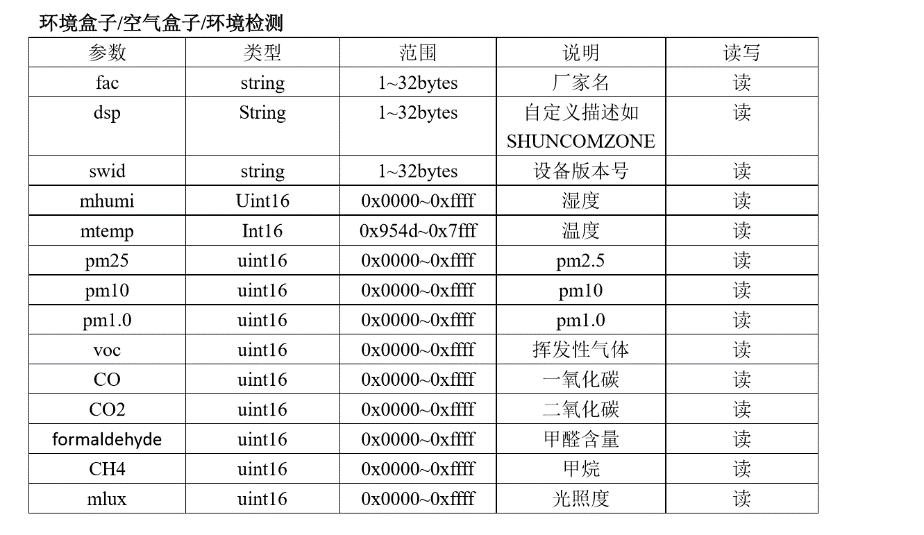 环境盒子/空气盒子/环境检测
参数 类型 范围 说明 读写
fac string 1~32bytes 厂家名 读
dsp String 1~32bytes 自定义描述如 读
SHUNCOMZONE
swid string 1~32bytes 设备版本号 读
mhumi Uint16 0x0000~0xffff 湿度 读
mtemp Int16 0x954d~0x7fff 温度 读
pm25 uint16 0x0000~0xffff pm2.5 读
pm10 uint16 0x0000~0xffff pm10 读
pm1.0 uint16 0x0000~0xffff pm1.0 读
voc uint16 0x0000~0xffff 挥发性气体 读
CO uint16 0x0000~0xffff 一氧化碳 读
CO2 uint16 0x0000~0xffff 二氧化碳 读
formaldehyde uint16 0x0000~0xffff 甲醛含量 读
CH4 uint16 0x0000~0xffff 甲烷 读
mlux uint16 0x0000~0xffff 光照度 读